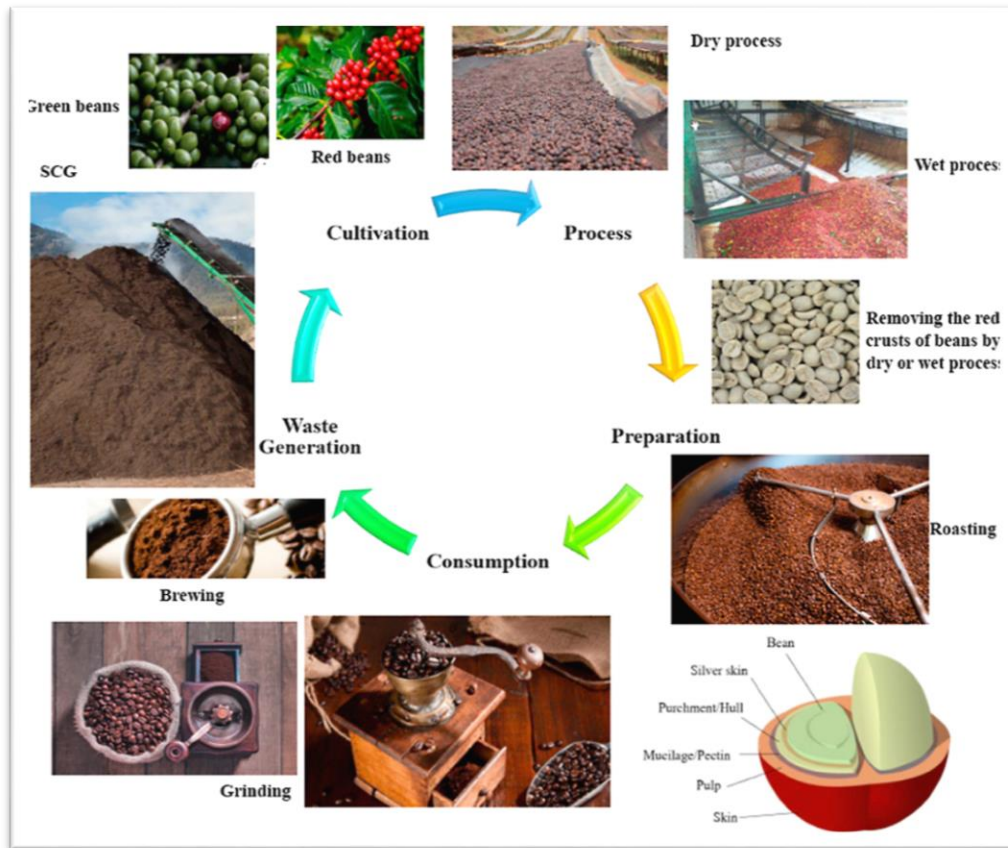 Green beans
Red beans
Dry process
SCG
Wet proces
Cultivation
Process
Removing the red
crusts of beans by
dry or wet process
Waste
Generation
Preparation
Roasting
Consumption
Brewing
Grinding
Bean
Silver skin
Purchment/Hull
Mucilage/Pectin
Pulp
Skin